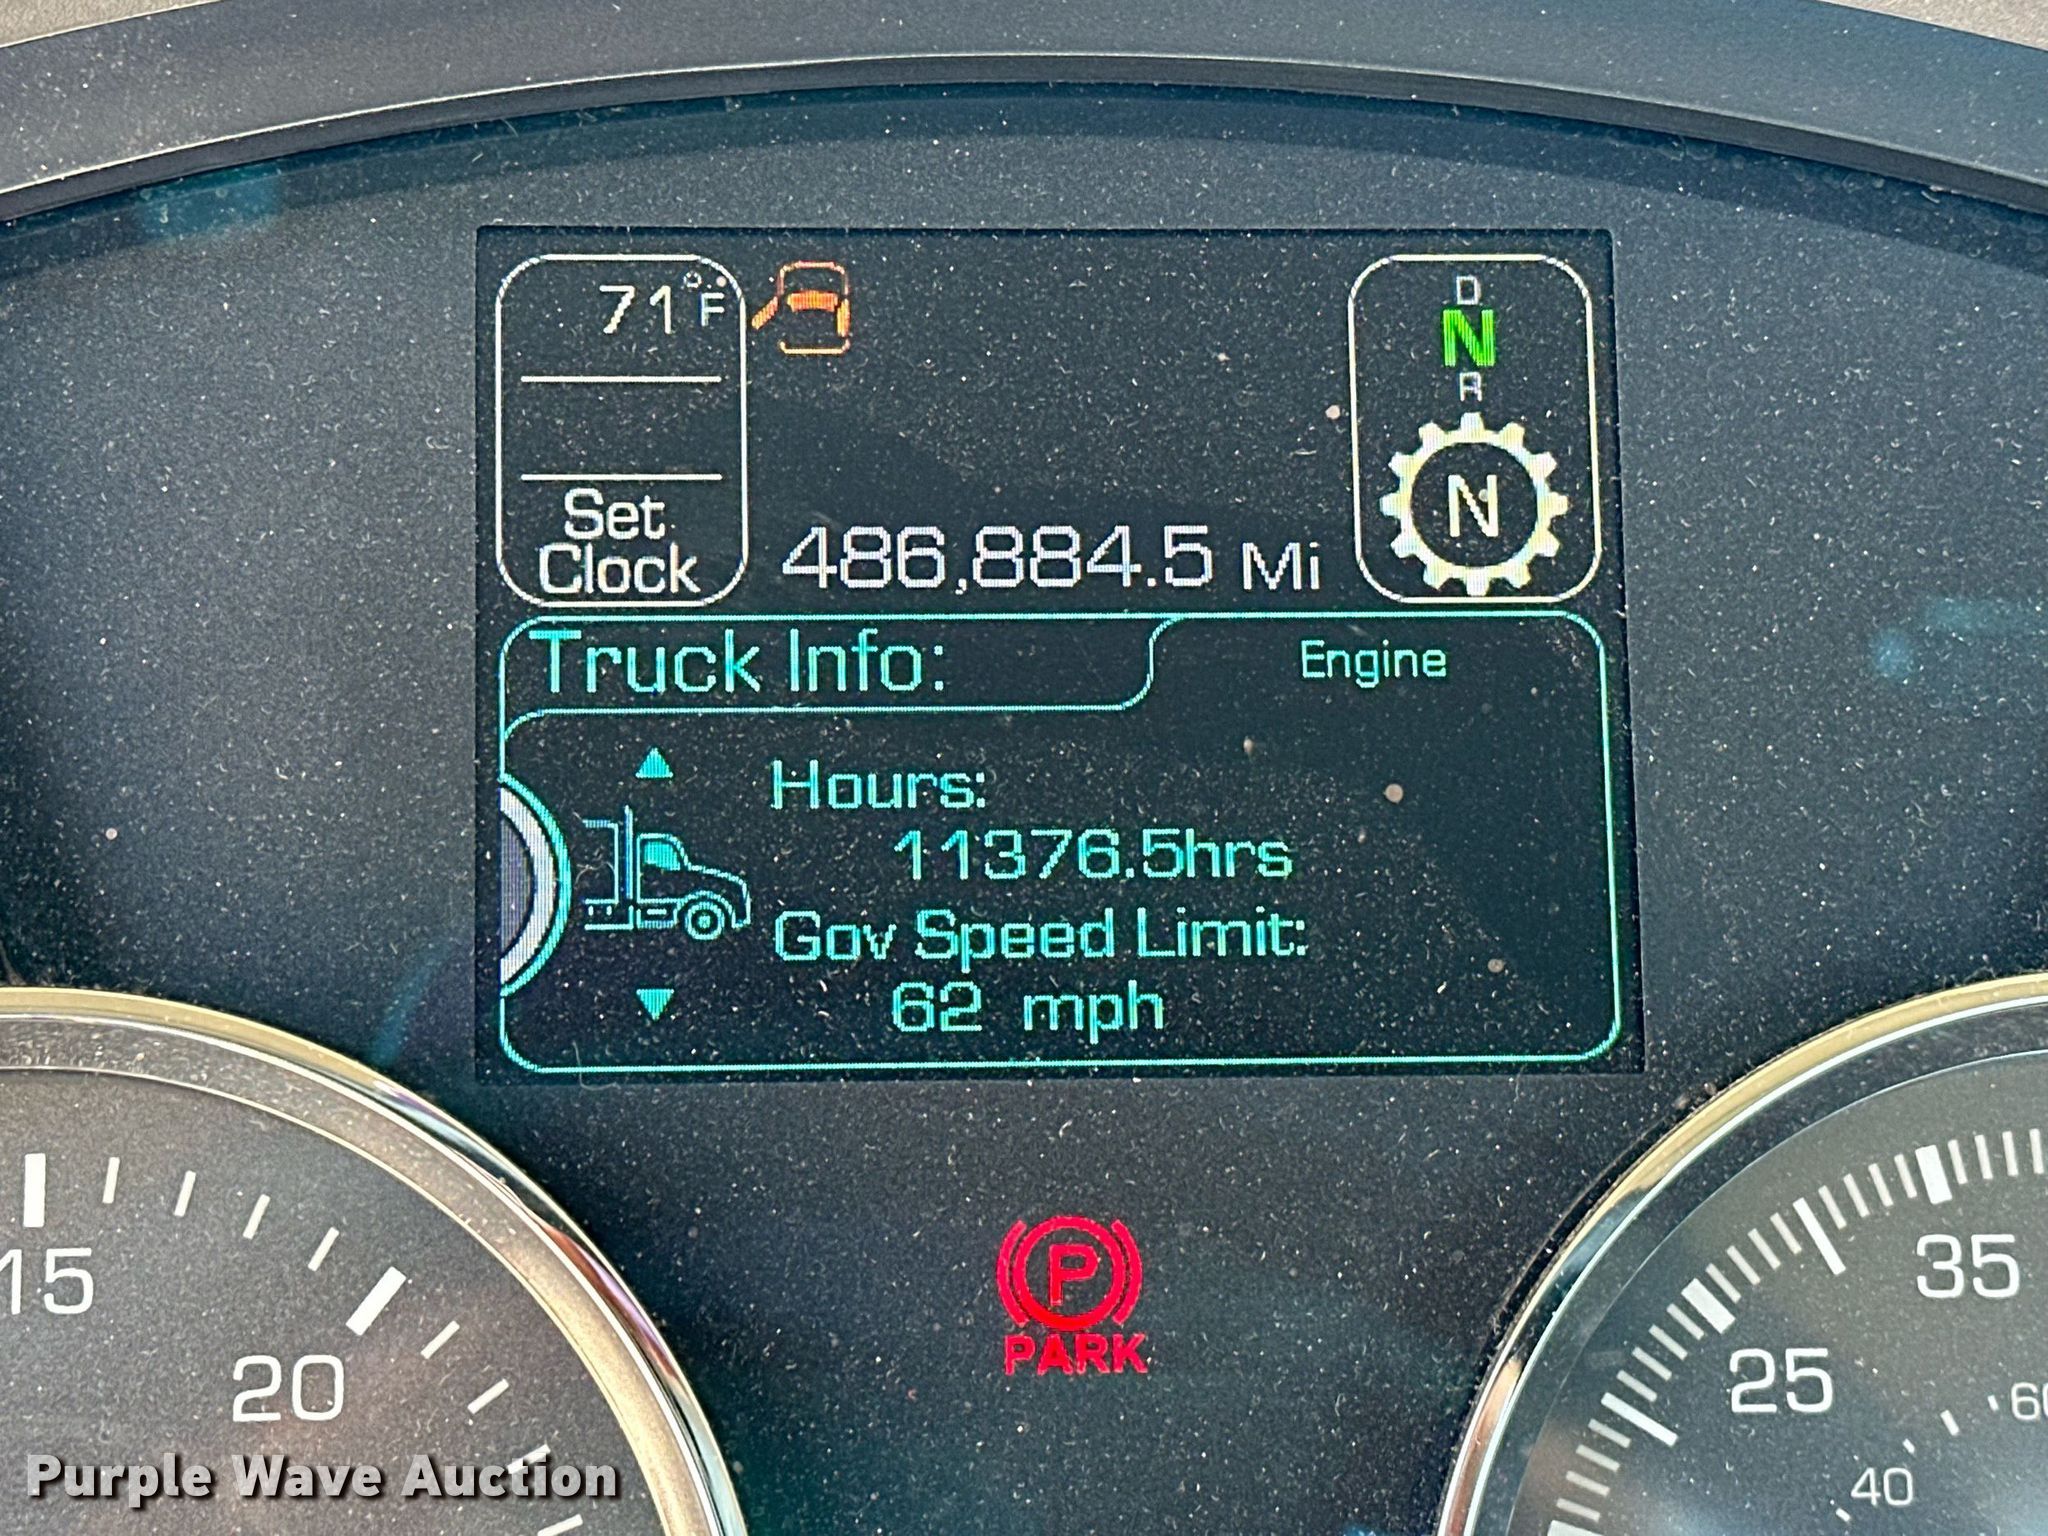 71°F
Set
Clock
486,884.5 Mi
D
N
R
N
Truck Info:
Engine
Hours:
11376.5hrs
Gov Speed Limit:
62 mph
P
PARK
15
20
35
25
60
40
Purple Wave Auction